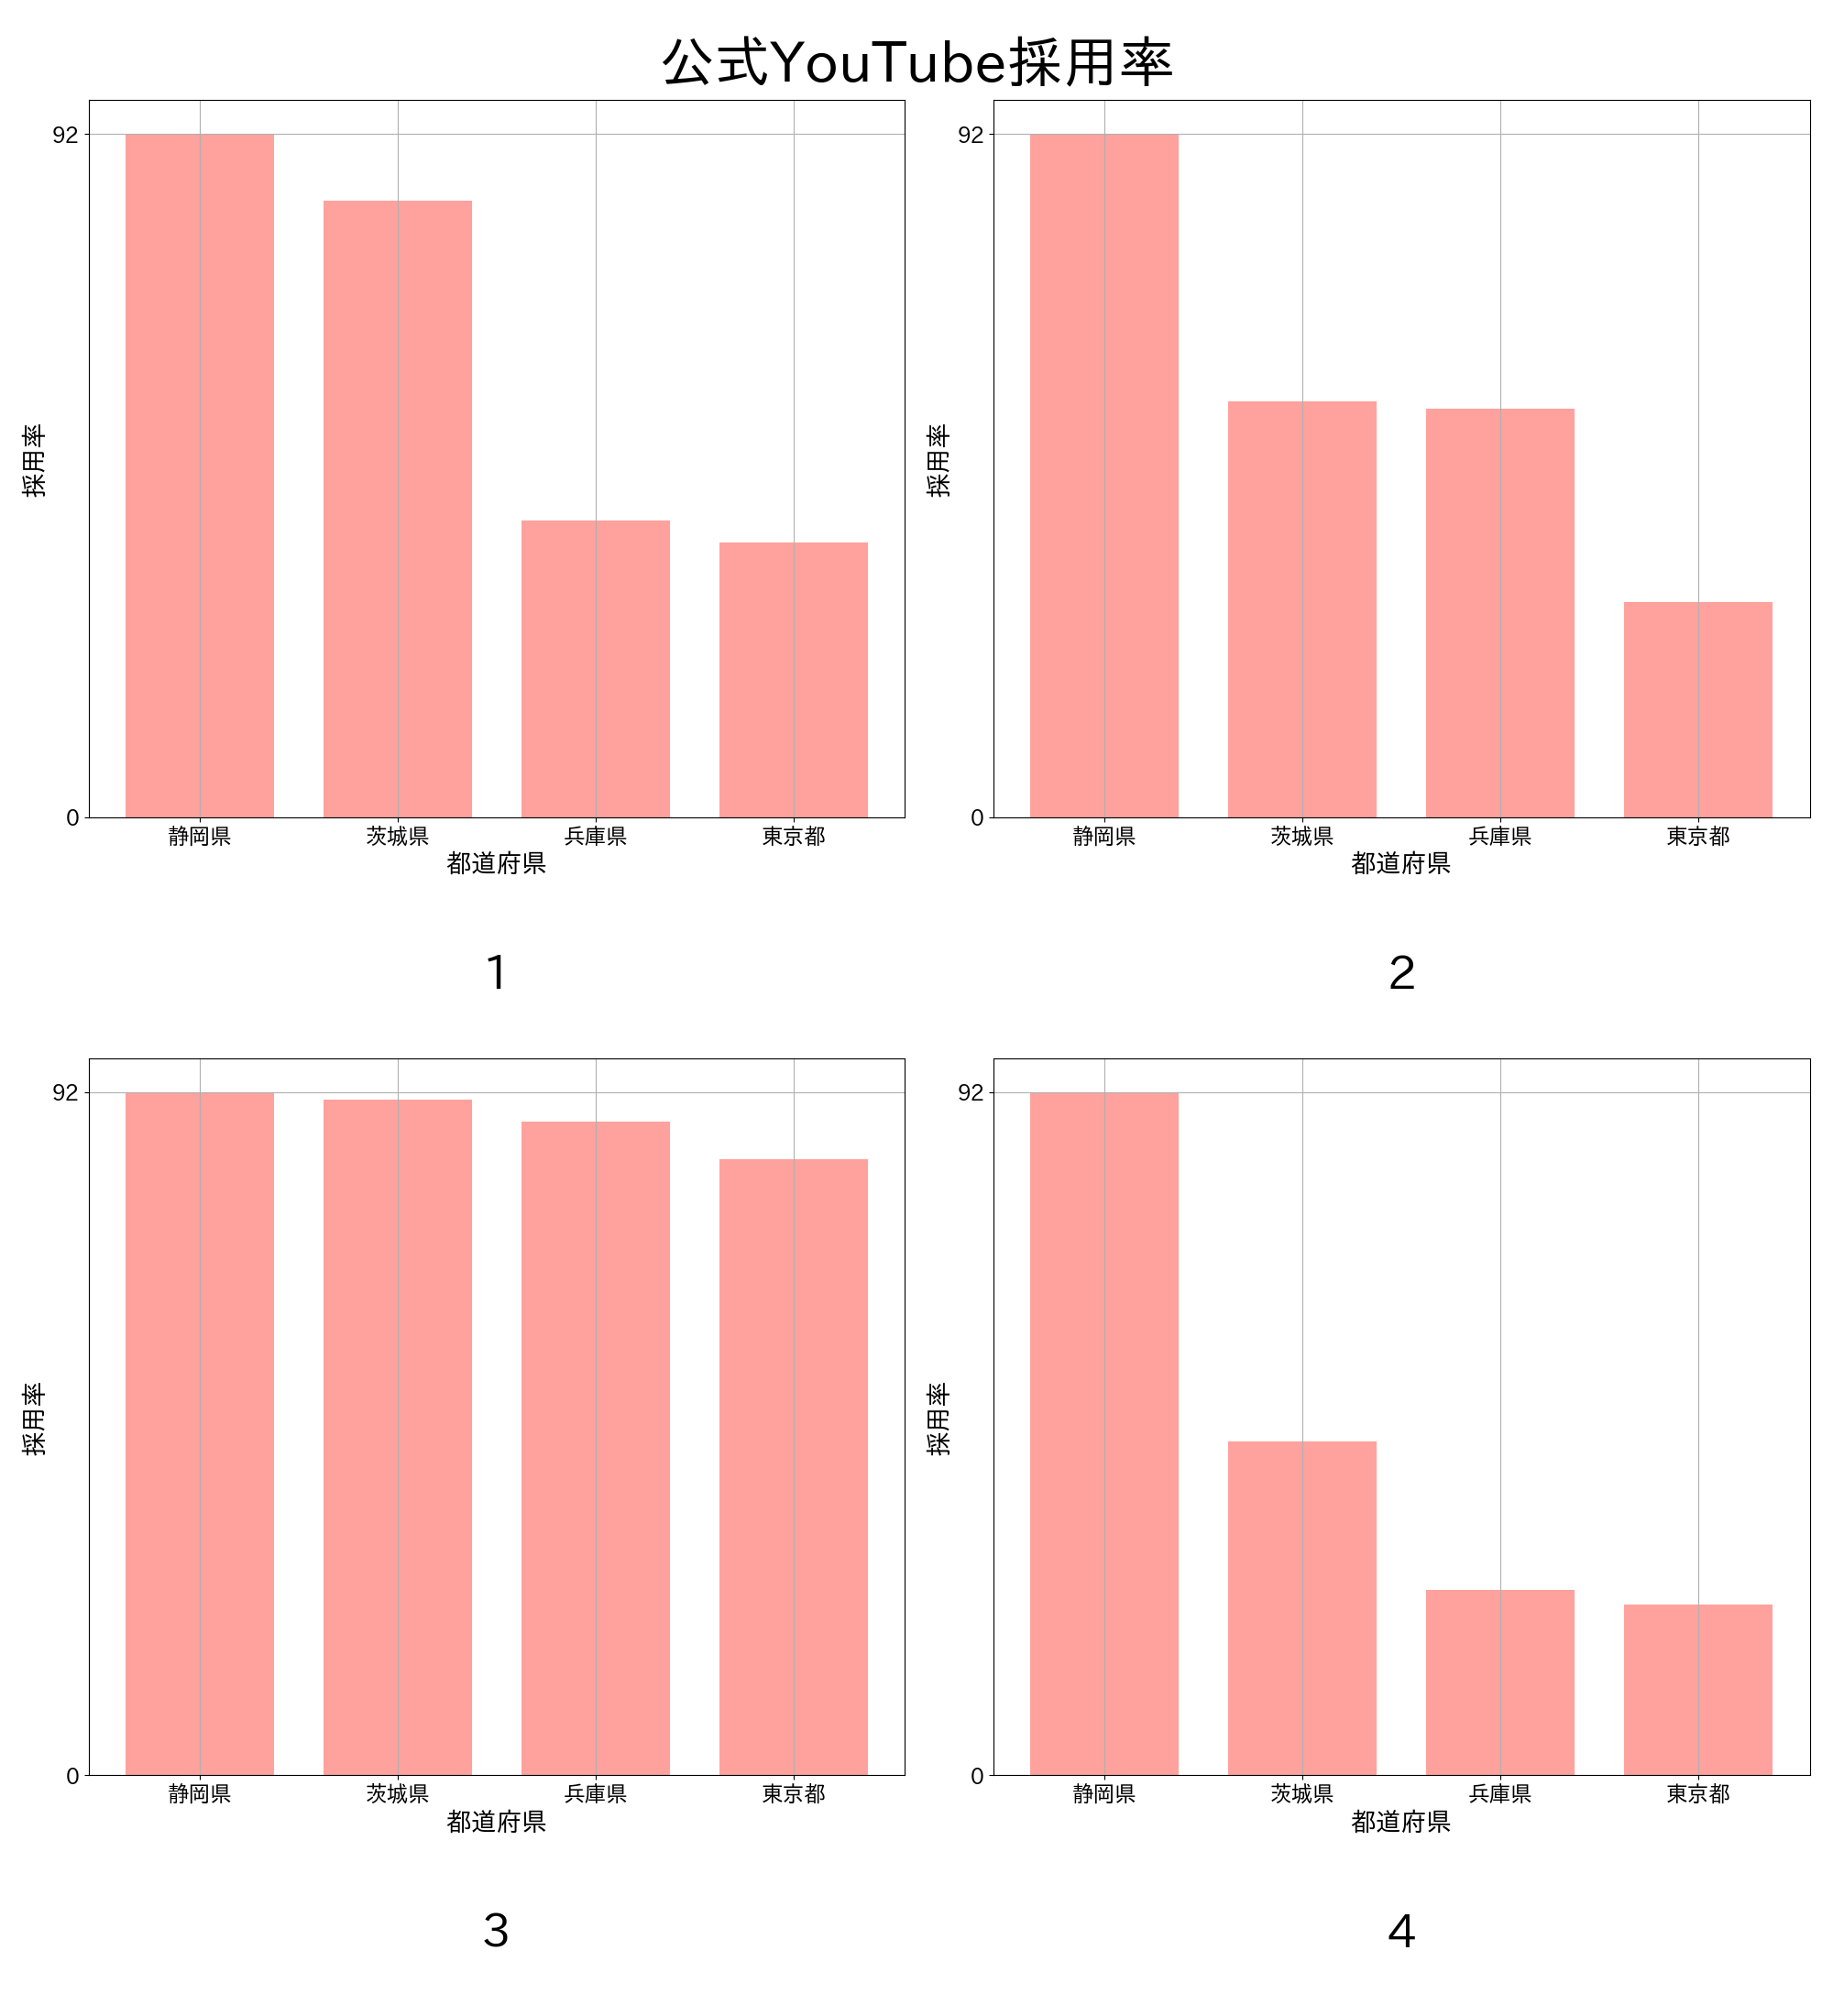 公式YouTube採用率
92
0
採用率
静岡県 茨城県 兵庫県 東京都
都道府県
1
92
0
採用率
静岡県 茨城県 兵庫県 東京都
都道府県
2
92
0
採用率
静岡県 茨城県 兵庫県 東京都
都道府県
3
92
0
採用率
静岡県 茨城県 兵庫県 東京都
都道府県
4